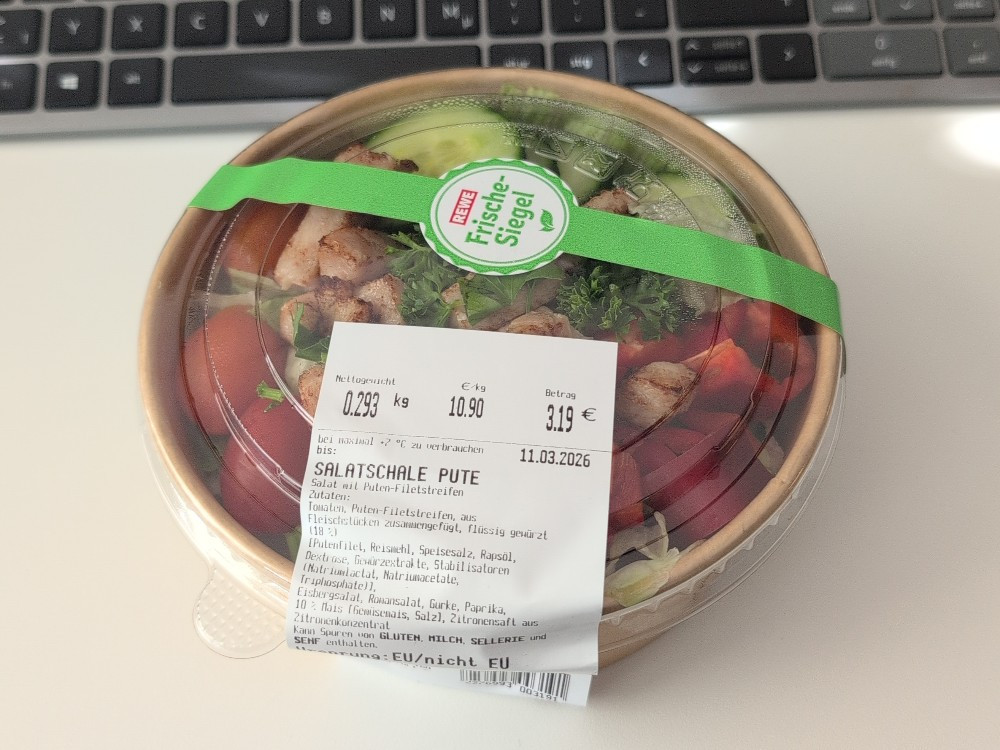 Y
X
C
V
B
N
M
REWE
Frische-
Siegel
Nettogewicht
€/kg
Betrag
0.293 kg
10.90
3.19 €
bei maximal +7 °C zu verbrauchen
bis:
11.03.2026
SALATSCHALE PUTE
Salat mit Puten-Filetstreifen
Zutaten:
Tomaten, Puten-Filetstreifen, aus
Fleischstücken zusammengefügt, flüssig gewürzt
(18 %)
[Putenfilet, Reismehl, Speisesalz, Rapsöl,
Dextrose, Gewürzextrakte, Stabilisatoren
(Natriumlactat, Natriumacetate,
Triphosphate)],
Eisbergsalat, Romansalat, Gurke, Paprika,
10 % Mais [Gemüsemais, Salz], Zitronensaft aus
Zitronenkonzentrat
Kann Spuren von GLUTEN, MILCH, SELLERIE und
SENF enthalten.
Ursprung:EU/nicht EU
003191